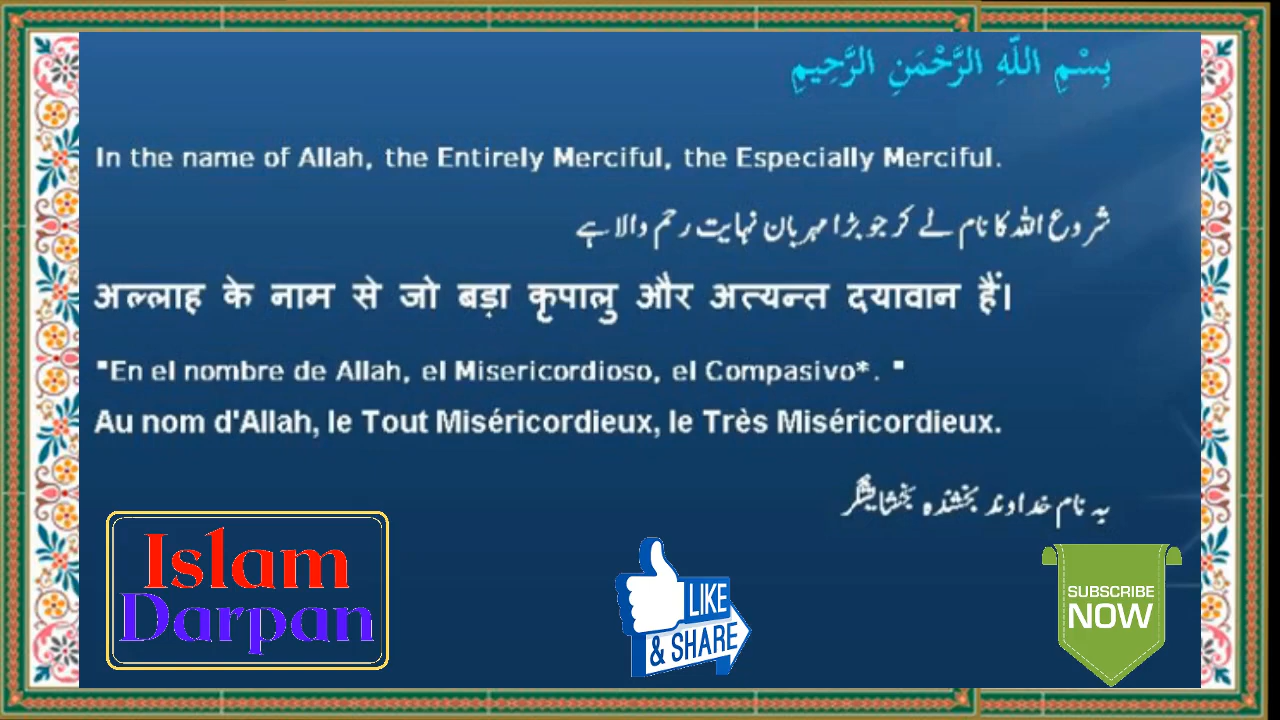 بِسْمِ اللّهِ الرَّحْمَنِ الرَّحِيمِ
In the name of Allah, the Entirely Merciful, the Especially Merciful.
شروع اللہ کا نام لے کر جو بڑا مہربان نہایت رحم والا ہے
अल्लाह के नाम से जो बड़ा कृपालु और अत्यन्त दयावान हैं।
"En el nombre de Allah, el Misericordioso, el Compasivo*. "
Au nom d'Allah, le Tout Miséricordieux, le Très Miséricordieux.
به نام خداوند بخشنده بخشایشگر
Islam
Darpan
LIKE
& SHARE
SUBSCRIBE
NOW